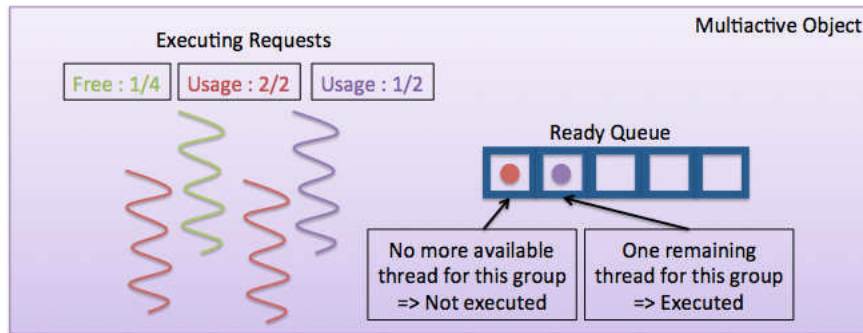 Multiactive Object
Executing Requests
Free : 1/4
Usage : 2/2
Usage : 1/2
Ready Queue
No more available
thread for this group
=> Not executed
One remaining
thread for this group
=> Executed